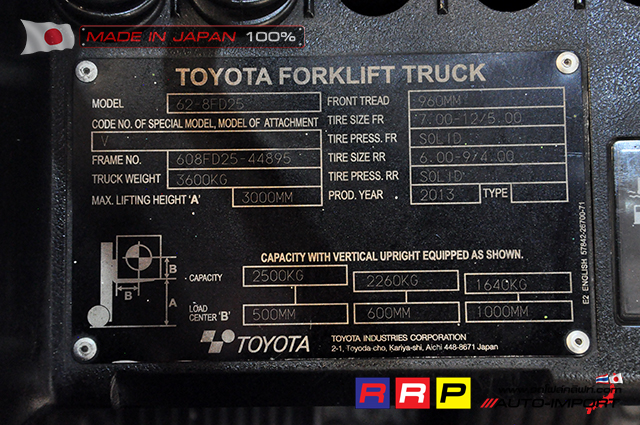 MADE IN JAPAN 100%
TOYOTA FORKLIFT TRUCK
MODEL 62-8FD25 FRONT TREAD 960MM
CODE NO. OF SPECIAL MODEL, MODEL OF ATTACHMENT TIRE SIZE FR 7.00-12/5.00
V TIRE PRESS. FR SOLID
FRAME NO. 608FD25-44895 TIRE SIZE RR 6.00-9/4.00
TRUCK WEIGHT 3600KG TIRE PRESS. RR SOLID
MAX. LIFTING HEIGHT 'A' 3000MM PROD. YEAR 2013 TYPE
CAPACITY WITH VERTICAL UPRIGHT EQUIPPED AS SHOWN.
B
B
A
CAPACITY 2500KG 2260KG 1640KG
LOAD CENTER 'B' 500MM 600MM 1000MM
TOYOTA
TOYOTA INDUSTRIES CORPORATION
2-1, Toyoda-cho, Kariya-shi, Aichi 448-8671 Japan
E2 ENGLISH 57842-26700-71
RRP
AUTO-IMPORT